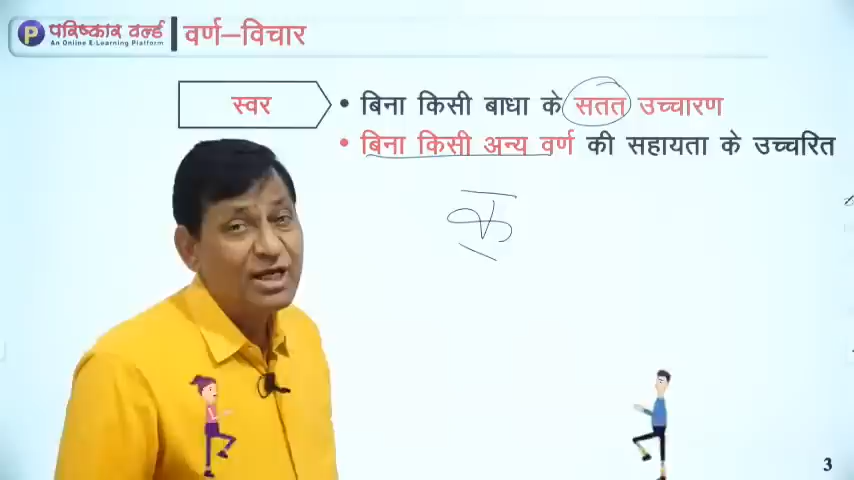 P परिष्कार वर्ल्ड
An Online E-Learning Platform
वर्ण–विचार
स्वर
• बिना किसी बाधा के सतत उच्चारण
• बिना किसी अन्य वर्ण की सहायता के उच्चरित
क
3